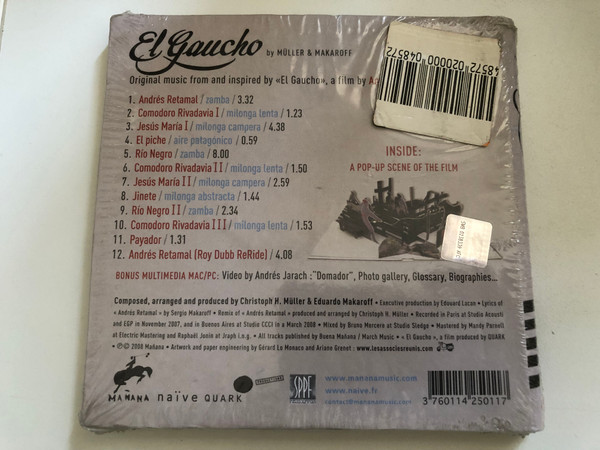 El Gaucho by MÜLLER & MAKAROFF
Original music from and inspired by «El Gaucho», a film by
48572 020000 048572
1. Andrés Retamal / zamba / 3.32
2. Comodoro Rivadavia I / milonga lenta / 1.23
3. Jesús María I / milonga campera / 4.38
4. El piche / aire patagónico / 0.59
5. Río Negro / zamba / 8.00
6. Comodoro Rivadavia II / milonga lenta / 1.50
7. Jesús María II / milonga campera / 2.59
8. Jinete / milonga abstracta / 1.44
9. Río Negro II / zamba / 2.34
10. Comodoro Rivadavia III / milonga lenta / 1.53
11. Payador / 1.31
12. Andrés Retamal [Roy Dubb ReRide] / 4.08
INSIDE:
A POP-UP SCENE OF THE FILM
BONUS MULTIMEDIA MAC/PC: Video by Andrés Jarach :"Domador", Photo gallery, Glossary, Biographies...
Composed, arranged and produced by Christoph H. Müller & Eduardo Makaroff • Executive production by Edouard Lacan • Lyrics of
« Andrés Retamal » by Sergio Makaroff • Remix of « Andrés Retamal » produced and arranged by Christoph H. Müller • Recorded in Paris at Studio Acousti
and EGP in November 2007, and in Buenos Aires at Studio CCCI in a March 2008 • Mixed by Bruno Mercere at Studio Sledge • Mastered by Mandy Parnell
at Electric Mastering and Raphaël Jonin at Jraph i.n.g. • All tracks published by Buena Mañana / March Music • « El Gaucho », a film produced by QUARK
• ℗ © 2008 Mañana • Artwork and paper engineering by Gérard Lo Monaco and Ariane Grenet : www.lesassociesreunis.com
MAÑANA
naïve
QUARK
SPPF
www.mananamusic.com
www.naive.fr
contact@mananamusic.com
3 760114 250117